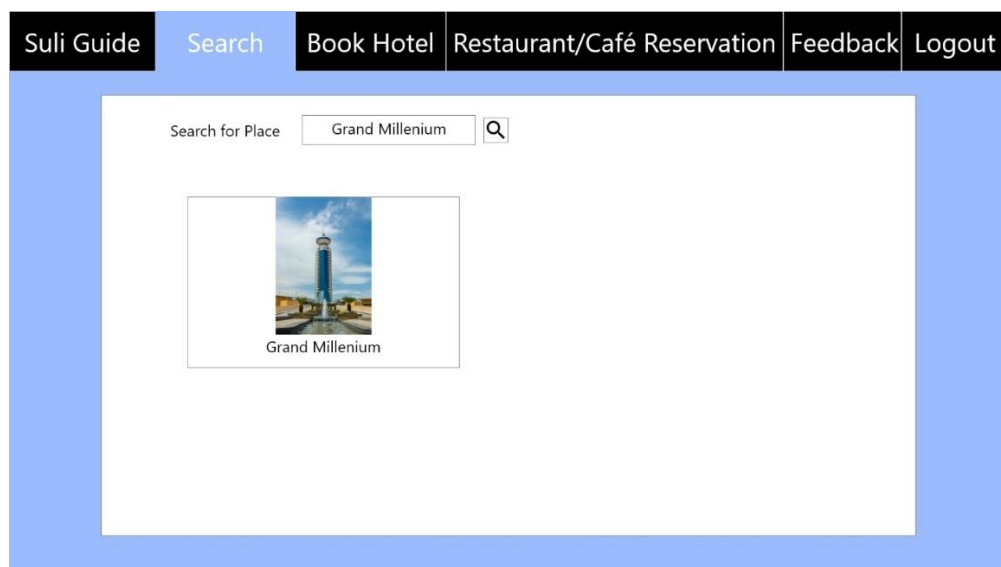 Suli Guide Search Book Hotel Restaurant/Café Reservation Feedback Logout
Search for Place Grand Millenium
Grand Millenium